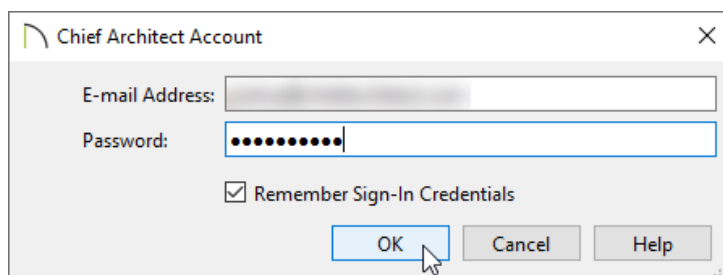 Chief Architect Account
E-mail Address:
Password: ●●●●●●●●●●
Remember Sign-In Credentials
OK Cancel Help